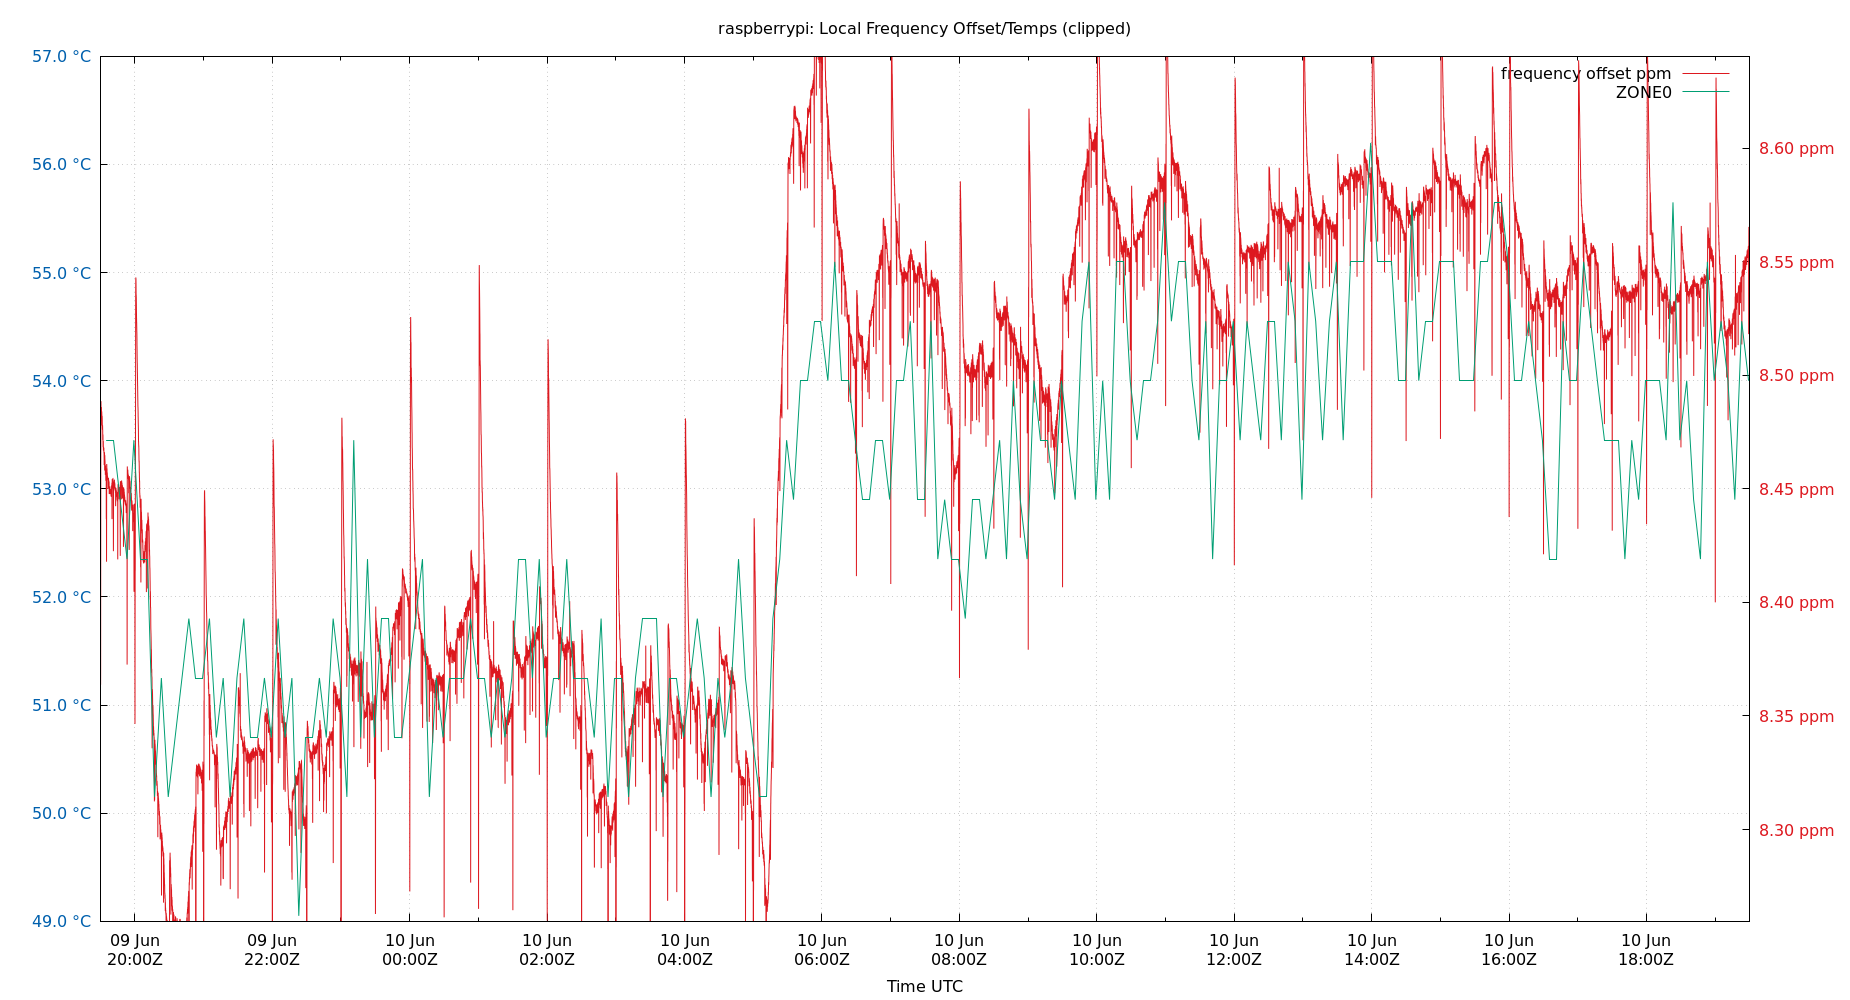 raspberrypi: Local Frequency Offset/Temps (clipped)
57.0 °C
56.0 °C
55.0 °C
54.0 °C
53.0 °C
52.0 °C
51.0 °C
50.0 °C
49.0 °C
frequency offset ppm
ZONE0
8.60 ppm
8.55 ppm
8.50 ppm
8.45 ppm
8.40 ppm
8.35 ppm
8.30 ppm
09 Jun 09 Jun 10 Jun 10 Jun 10 Jun 10 Jun 10 Jun 10 Jun 10 Jun 10 Jun 10 Jun 10 Jun
20:00Z 22:00Z 00:00Z 02:00Z 04:00Z 06:00Z 08:00Z 10:00Z 12:00Z 14:00Z 16:00Z 18:00Z
Time UTC